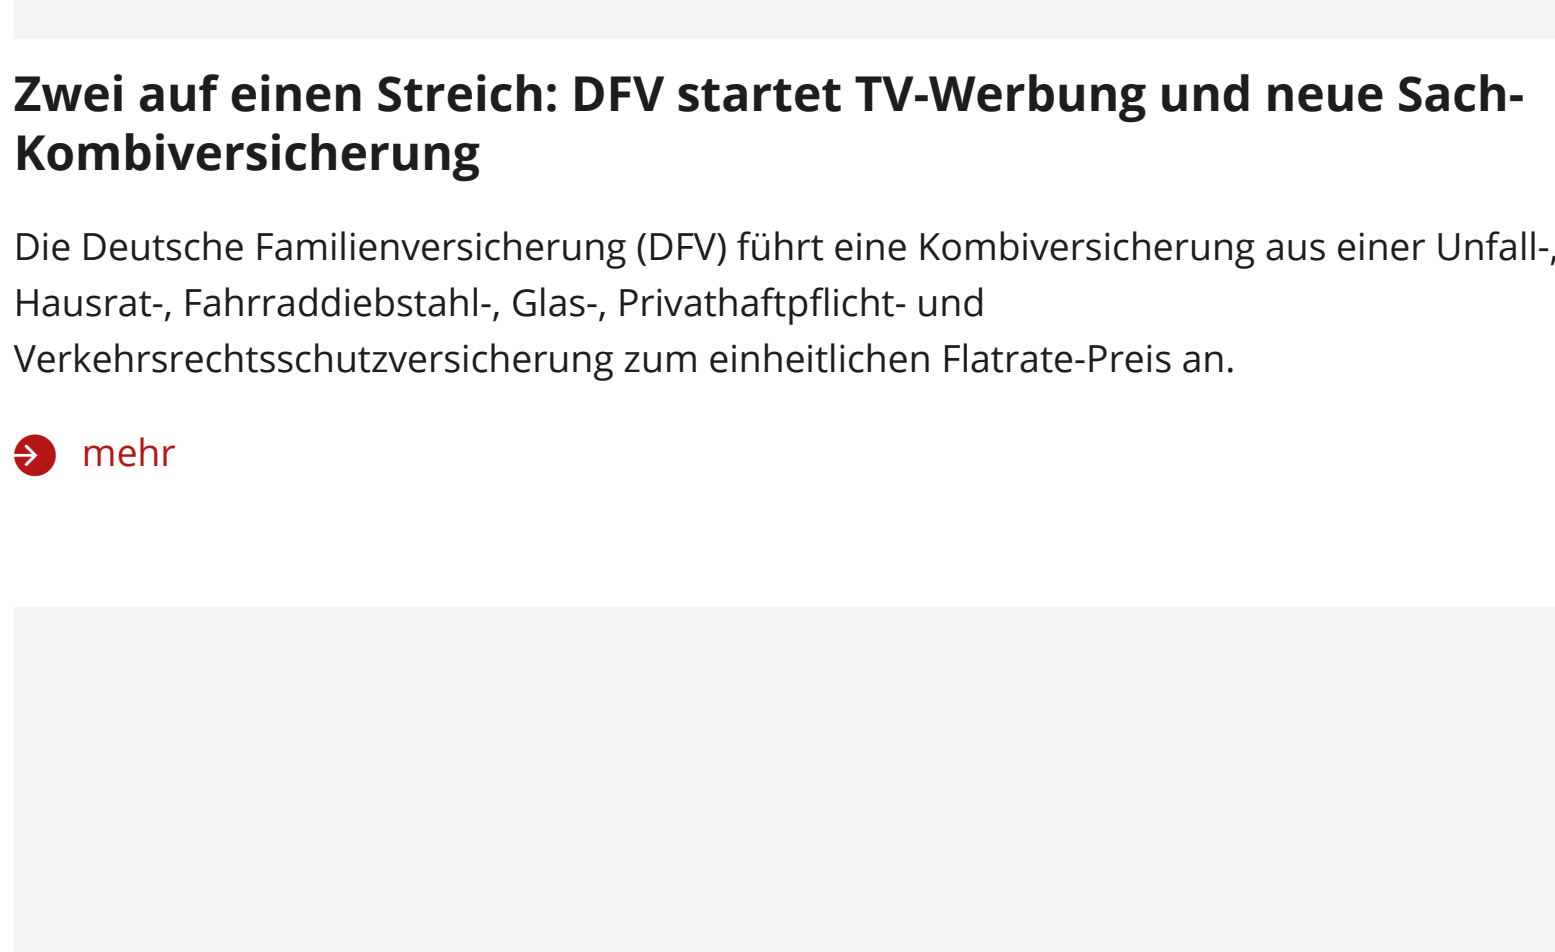 Zwei auf einen Streich: DFV startet TV-Werbung und neue Sach-
Kombiversicherung
Die Deutsche Familienversicherung (DFV) führt eine Kombiversicherung aus einer Unfall-,
Hausrat-, Fahrraddiebstahl-, Glas-, Privathaftpflicht- und
Verkehrsrechtsschutzversicherung zum einheitlichen Flatrate-Preis an.
mehr